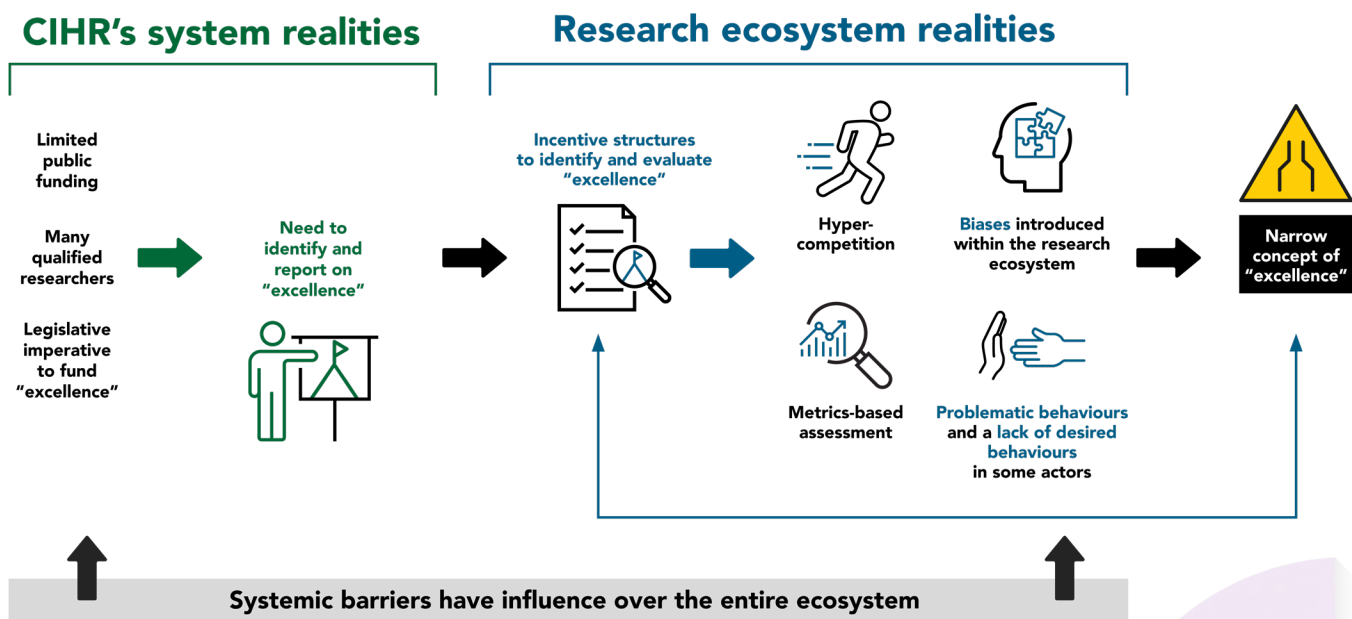 CIHR's system realities
Research ecosystem realities
Limited
public
funding
Many
qualified
researchers
Legislative
imperative
to fund
“excellence”
Need to
identify and
report on
“excellence”
Incentive structures
to identify and evaluate
“excellence”
Hyper-
competition
Biases introduced
within the research
ecosystem
Metrics-based
assessment
Problematic behaviours
and a lack of desired
behaviours
in some actors
Narrow
concept of
“excellence”
Systemic barriers have influence over the entire ecosystem